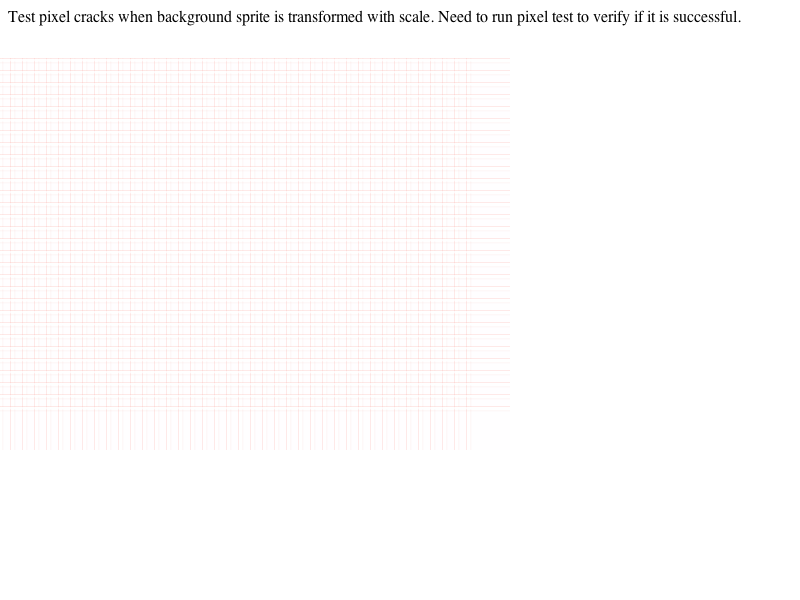 Test pixel cracks when background sprite is transformed with scale. Need to run pixel test to verify if it is successful.